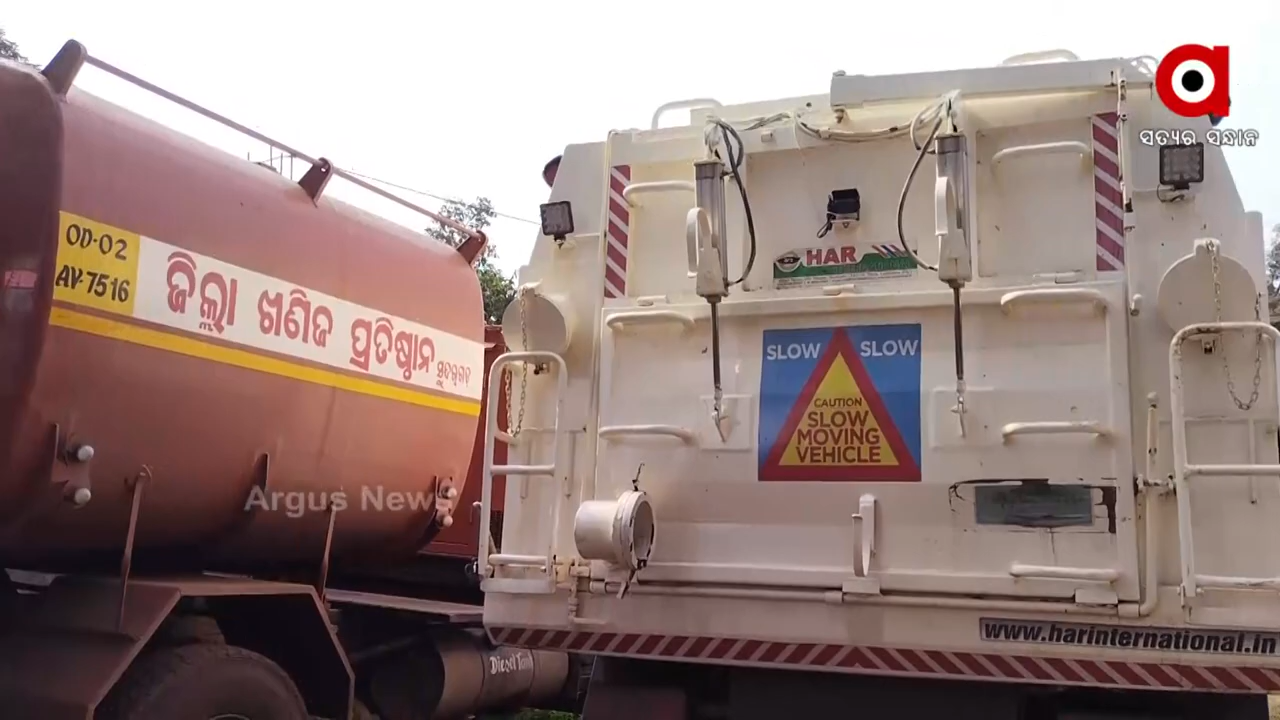 ସତ୍ୟର ସନ୍ଧାନ
OD-02
AV-7516
ଜିଲ୍ଲା ଖଣିଜ ପ୍ରତିଷ୍ଠାନ ସୁନ୍ଦରଗଡ଼
HAR
SLOW SLOW
CAUTION
SLOW
MOVING
VEHICLE
Argus News
www.harinternational.in
Diesel Tank